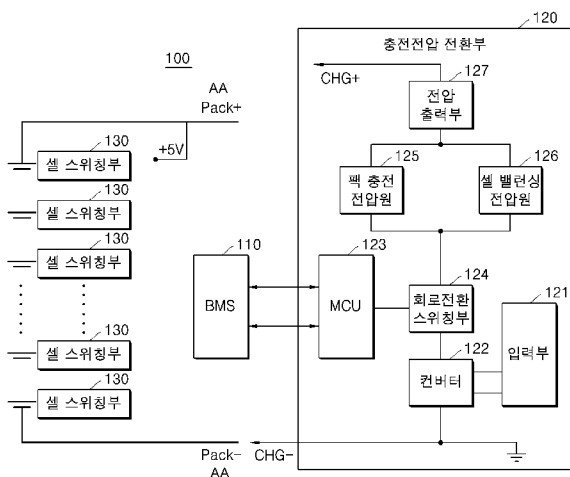 120
충전전압 전환부
100
AA
Pack+
CHG+
127
전압
출력부
130
셀 스위칭부
+5V
125
팩 충전
전압원
126
셀 밸런싱
전압원
130
셀 스위칭부
130
셀 스위칭부
110
BMS
123
MCU
124
회로전환
스위칭부
121
입력부
130
셀 스위칭부
122
컨버터
130
셀 스위칭부
Pack-
AA
CHG-